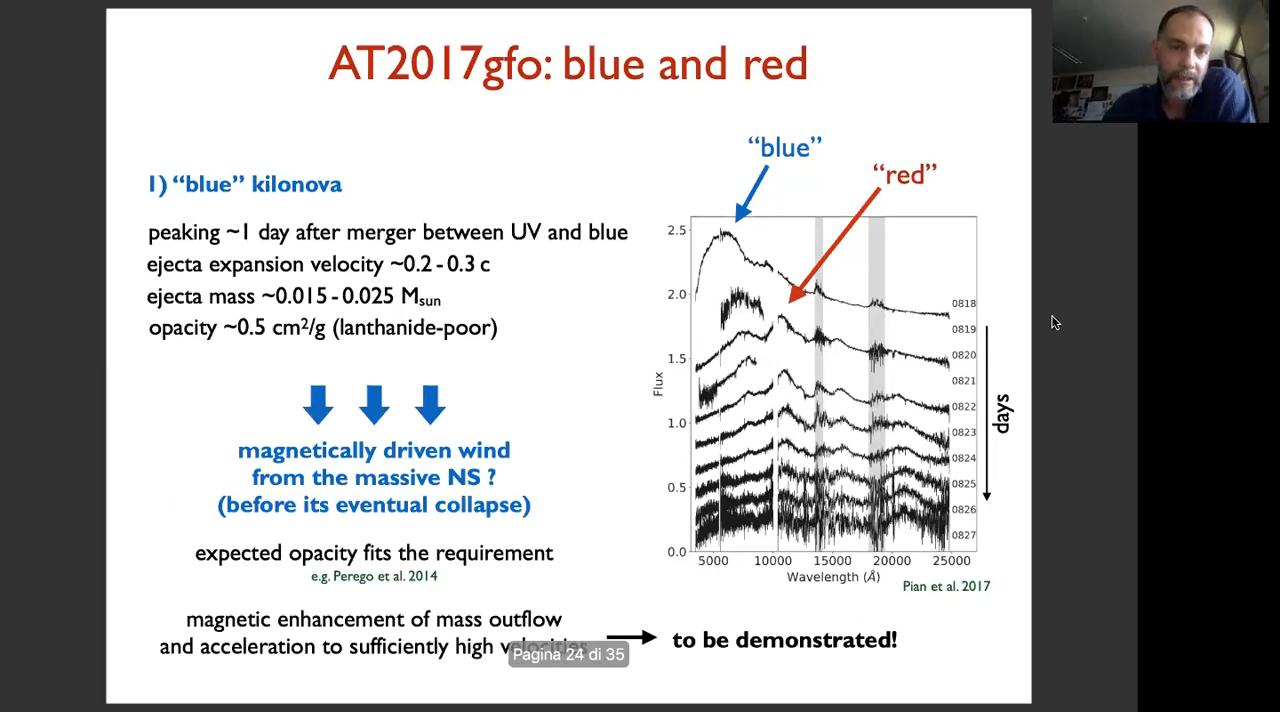 AT2017gfo: blue and red
1) “blue” kilonova
peaking ~1 day after merger between UV and blue
ejecta expansion velocity ~0.2 - 0.3 c
ejecta mass ~0.015 - 0.025 Msun
opacity ~0.5 cm²/g (lanthanide-poor)
magnetically driven wind
from the massive NS ?
(before its eventual collapse)
expected opacity fits the requirement
e.g. Perego et al. 2014
magnetic enhancement of mass outflow
and acceleration to sufficiently high velocities
to be demonstrated!
Pagina 24 di 35
“blue”
“red”
2.5
2.0
1.5
1.0
0.5
0.0
Flux
0818
0819
0820
0821
0822
0823
0824
0825
0826
0827
days
5000 10000 15000 20000 25000
Wavelength (Å)
Pian et al. 2017